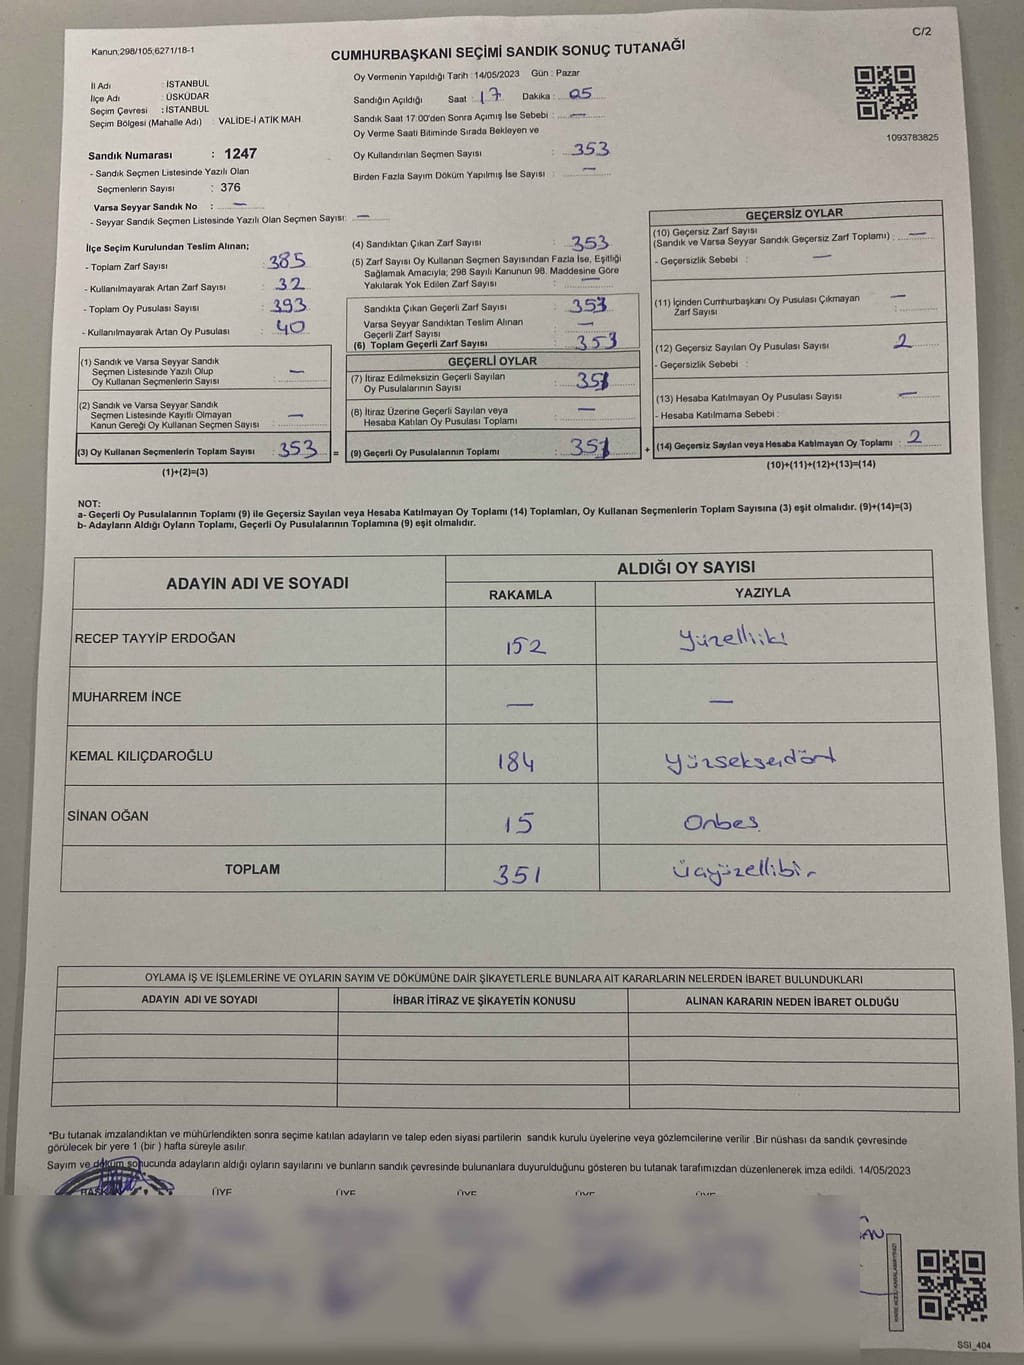 Kanun;298/105,6271/18-1
C/2
CUMHURBAŞKANI SEÇİMİ SANDIK SONUÇ TUTANAĞI
İl Adı : İSTANBUL
İlçe Adı : ÜSKÜDAR
Seçim Çevresi : İSTANBUL
Seçim Bölgesi (Mahalle Adı) : VALİDE-İ ATİK MAH.
Oy Vermenin Yapıldığı Tarih : 14/05/2023 Gün : Pazar
Sandığın Açıldığı Saat : 17 Dakika : 05
Sandık Saat 17:00'den Sonra Açımış İse Sebebi : —
Oy Verme Saati Bitiminde Sırada Bekleyen ve
Oy Kullandırılan Seçmen Sayısı : 353
Birden Fazla Sayım Döküm Yapılmış İse Sayısı : —
1093783825
Sandık Numarası : 1247
- Sandık Seçmen Listesinde Yazılı Olan
Seçmenlerin Sayısı : 376
Varsa Seyyar Sandık No : —
- Seyyar Sandık Seçmen Listesinde Yazılı Olan Seçmen Sayısı: —
İlçe Seçim Kurulundan Teslim Alınan;
- Toplam Zarf Sayısı : 385
- Kullanılmayarak Artan Zarf Sayısı : 32
- Toplam Oy Pusulası Sayısı : 393
- Kullanılmayarak Artan Oy Pusulası : 40
(1) Sandık ve Varsa Seyyar Sandık
Seçmen Listesinde Yazılı Olup
Oy Kullanan Seçmenlerin Sayısı : —
(2) Sandık ve Varsa Seyyar Sandık
Seçmen Listesinde Kayıtlı Olmayan
Kanun Gereği Oy Kullanan Seçmen Sayısı : —
(3) Oy Kullanan Seçmenlerin Toplam Sayısı : 353
(1)+(2)=(3)
=
(4) Sandıktan Çıkan Zarf Sayısı : 353
(5) Zarf Sayısı Oy Kullanan Seçmen Sayısından Fazla İse, Eşitliği
Sağlamak Amacıyla; 298 Sayılı Kanunun 98. Maddesine Göre
Yakılarak Yok Edilen Zarf Sayısı : —
Sandıkta Çıkan Geçerli Zarf Sayısı : 353
Varsa Seyyar Sandıktan Teslim Alınan
Geçerli Zarf Sayısı : —
(6) Toplam Geçerli Zarf Sayısı : 353
GEÇERLİ OYLAR
(7) İtiraz Edilmeksizin Geçerli Sayılan
Oy Pusulalarının Sayısı : 351
(8) İtiraz Üzerine Geçerli Sayılan veya
Hesaba Katılan Oy Pusulası Toplamı : —
(9) Geçerli Oy Pusulalarının Toplamı : 351
+
GEÇERSİZ OYLAR
(10) Geçersiz Zarf Sayısı
(Sandık ve Varsa Seyyar Sandık Geçersiz Zarf Toplamı) : —
- Geçersizlik Sebebi : —
(11) İçinden Cumhurbaşkanı Oy Pusulası Çıkmayan
Zarf Sayısı : —
(12) Geçersiz Sayılan Oy Pusulası Sayısı : 2
- Geçersizlik Sebebi :
(13) Hesaba Katılmayan Oy Pusulası Sayısı : —
- Hesaba Katılmama Sebebi :
(14) Geçersiz Sayılan veya Hesaba Katılmayan Oy Toplamı : 2
(10)+(11)+(12)+(13)=(14)
NOT:
a- Geçerli Oy Pusulalarının Toplamı (9) ile Geçersiz Sayılan veya Hesaba Katılmayan Oy Toplamı (14) Toplamları, Oy Kullanan Seçmenlerin Toplam Sayısına (3) eşit olmalıdır. (9)+(14)=(3)
b- Adayların Aldığı Oyların Toplamı, Geçerli Oy Pusulalarının Toplamına (9) eşit olmalıdır.
ADAYIN ADI VE SOYADI ALDIĞI OY SAYISI
RAKAMLA YAZIYLA
RECEP TAYYİP ERDOĞAN 152 Yüzelliiki
MUHARREM İNCE — —
KEMAL KILIÇDAROĞLU 184 Yüzseksendört
SİNAN OĞAN 15 Onbeş
TOPLAM 351 Üçyüzellibir
OYLAMA İŞ VE İŞLEMLERİNE VE OYLARIN SAYIM VE DÖKÜMÜNE DAİR ŞİKAYETLERLE BUNLARA AİT KARARLARIN NELERDEN İBARET BULUNDUKLARI
ADAYIN ADI VE SOYADI İHBAR İTİRAZ VE ŞİKAYETİN KONUSU ALINAN KARARIN NEDEN İBARET OLDUĞU
*Bu tutanak imzalandıktan ve mühürlendikten sonra seçime katılan adayların ve talep eden siyasi partilerin sandık kurulu üyelerine veya gözlemcilerine verilir .Bir nüshası da sandık çevresinde
görülecek bir yere 1 (bir ) hafta süreyle asılır.
Sayım ve döküm sonucunda adayların aldığı oyların sayılarını ve bunların sandık çevresinde bulunanlara duyurulduğunu gösteren bu tutanak tarafımızdan düzenlenerek imza edildi. 14/05/2023
BAŞKAN ÜYE ÜYE ÜYE ÜYE ÜYE
SSI_404